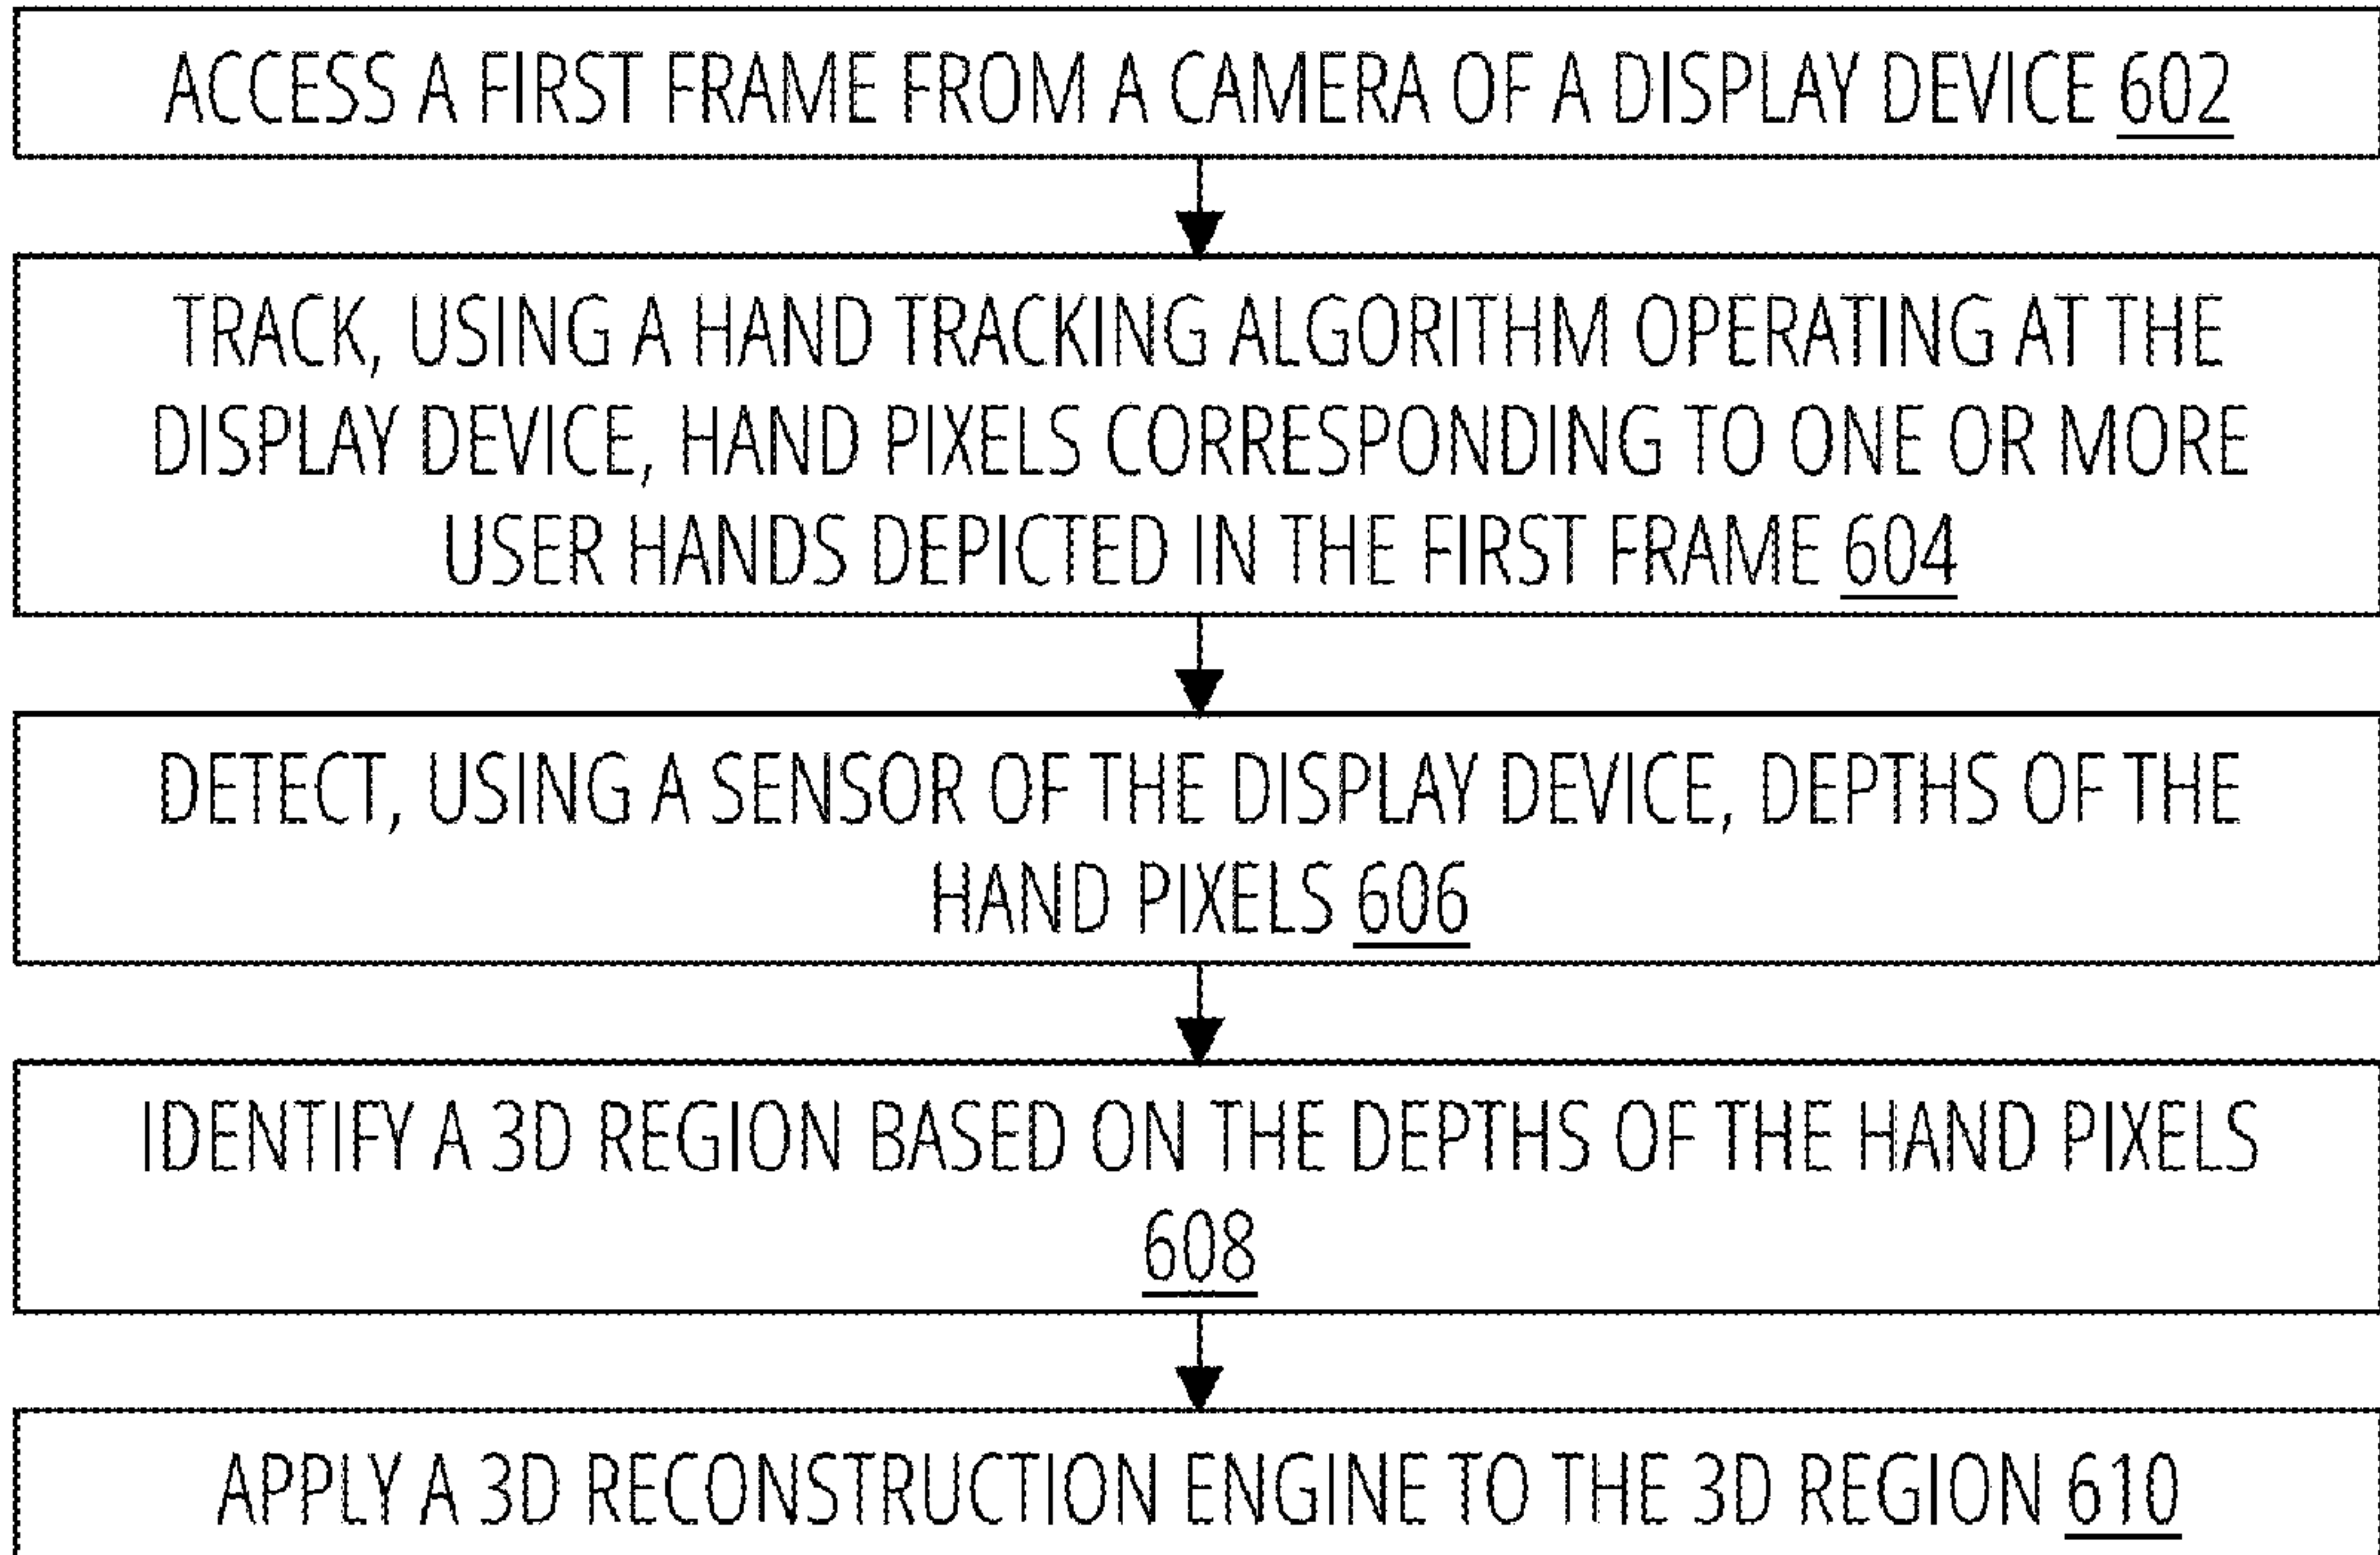 ACCESS A FIRST FRAME FROM A CAMERA OF A DISPLAY DEVICE 602
TRACK, USING A HAND TRACKING ALGORITHM OPERATING AT THE
DISPLAY DEVICE, HAND PIXELS CORRESPONDING TO ONE OR MORE
USER HANDS DEPICTED IN THE FIRST FRAME 604
DETECT, USING A SENSOR OF THE DISPLAY DEVICE, DEPTHS OF THE
HAND PIXELS 606
IDENTIFY A 3D REGION BASED ON THE DEPTHS OF THE HAND PIXELS
608
APPLY A 3D RECONSTRUCTION ENGINE TO THE 3D REGION 610